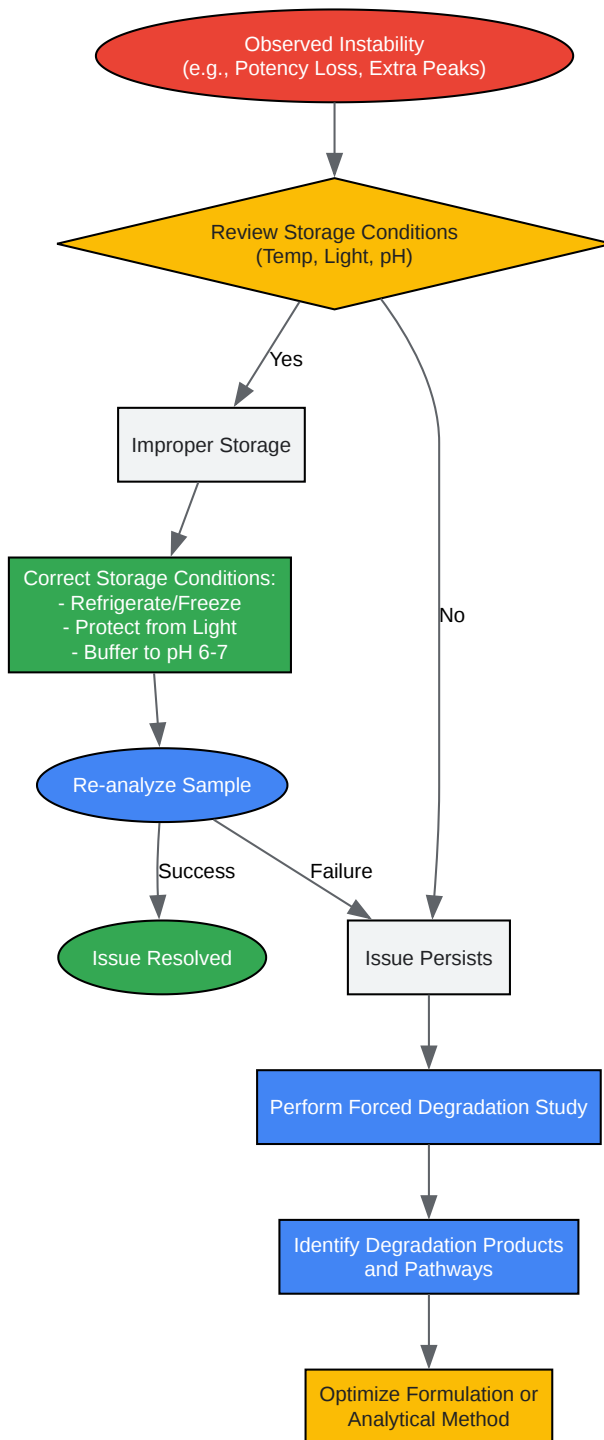 Observed Instability
(e.g., Potency Loss, Extra Peaks)
Review Storage Conditions
(Temp, Light, pH)
Yes
Improper Storage
Correct Storage Conditions:
- Refrigerate/Freeze
- Protect from Light
- Buffer to pH 6-7
No
Re-analyze Sample
Success
Failure
Issue Resolved
Issue Persists
Perform Forced Degradation Study
Identify Degradation Products
and Pathways
Optimize Formulation or
Analytical Method